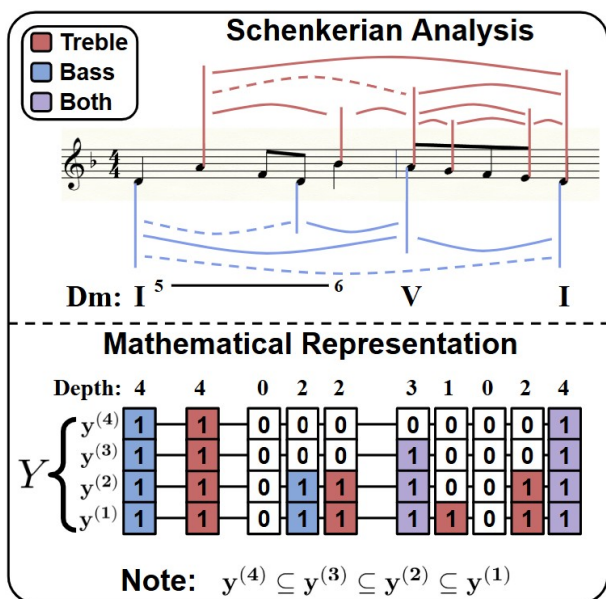 Schenkerian Analysis
Treble
Bass
Both
4
4
Dm: I 5 6 V I
Mathematical Representation
Depth: 4 4 0 2 2 3 1 0 2 4
Y
y(4) 1 1 0 0 0 0 0 0 0 1
y(3) 1 1 0 0 0 1 0 0 0 1
y(2) 1 1 0 1 1 1 0 0 1 1
y(1) 1 1 0 1 1 1 1 0 1 1
Note: y(4) ⊆ y(3) ⊆ y(2) ⊆ y(1)